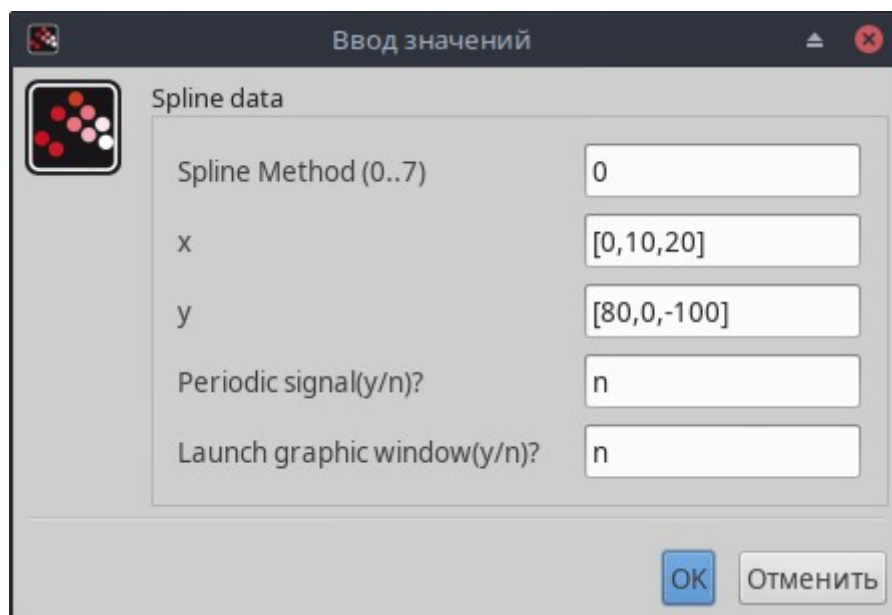 Ввод значений
Spline data
Spline Method (0..7) 0
x [0,10,20]
y [80,0,-100]
Periodic signal(y/n)? n
Launch graphic window(y/n)? n
OK Отменить